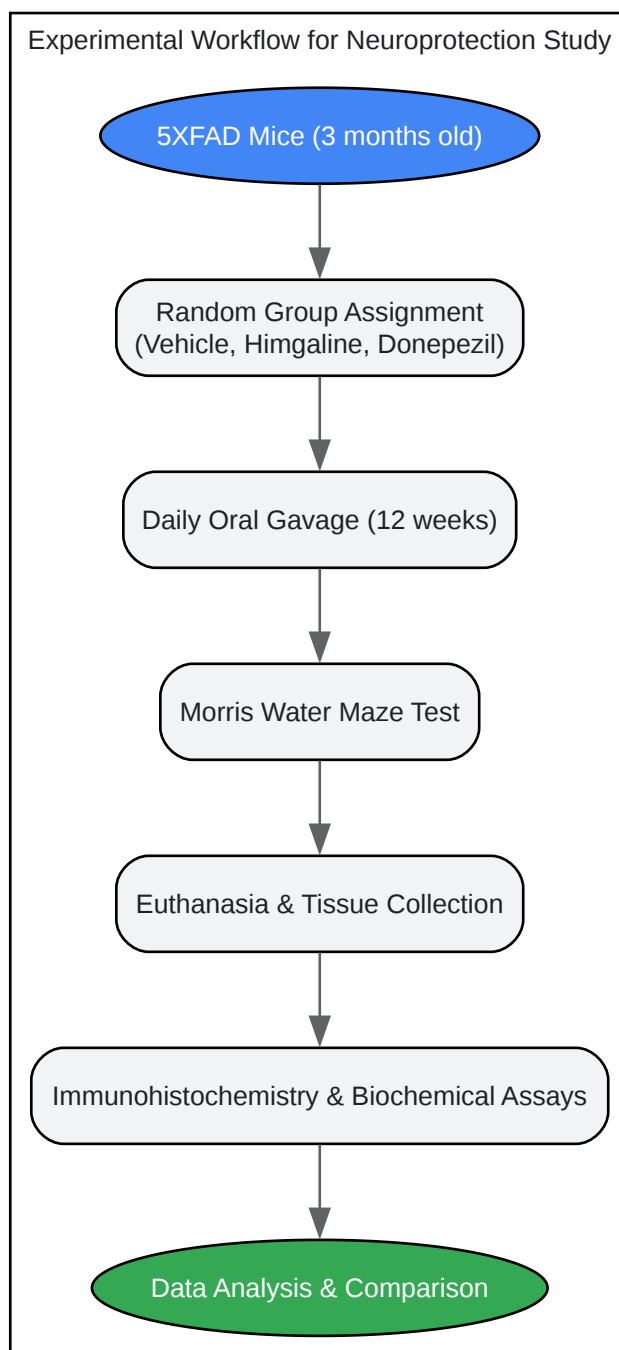 Experimental Workflow for Neuroprotection Study
5XFAD Mice (3 months old)
Random Group Assignment
(Vehicle, Himgaline, Donepezil)
Daily Oral Gavage (12 weeks)
Morris Water Maze Test
Euthanasia & Tissue Collection
Immunohistochemistry & Biochemical Assays
Data Analysis & Comparison